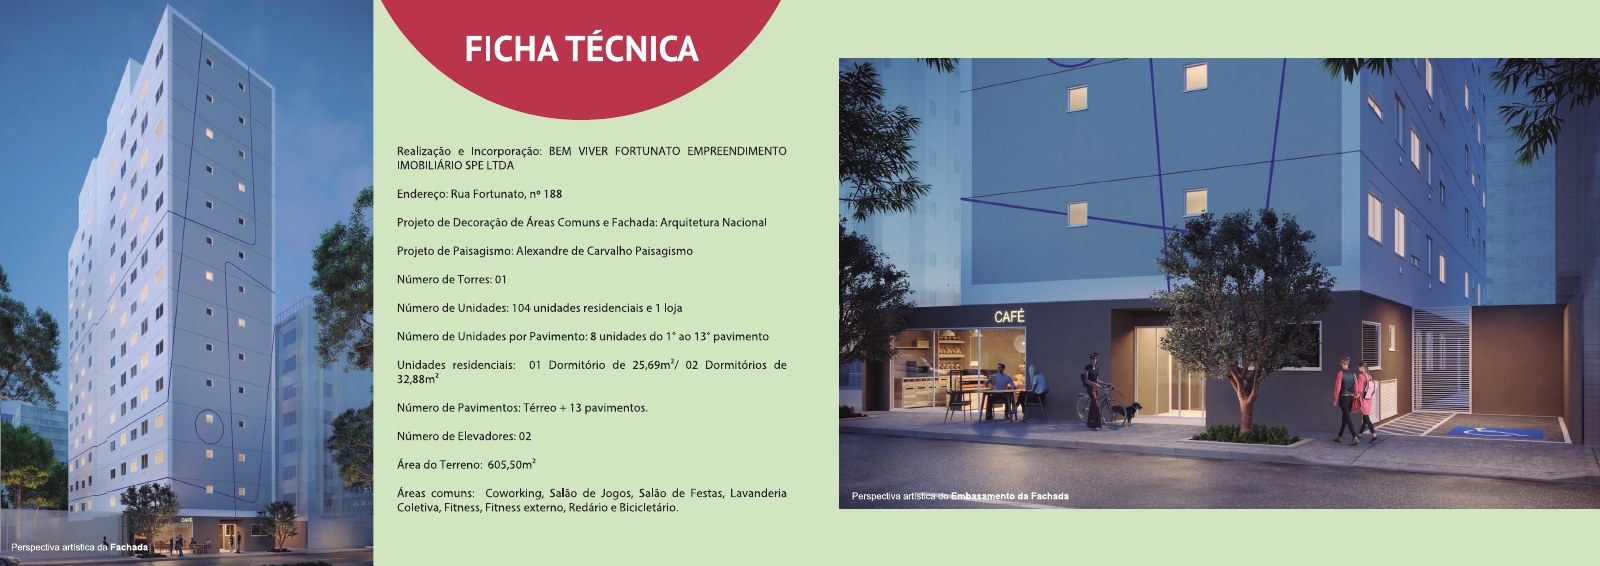 FICHA TÉCNICA
Realização e Incorporação: BEM VIVER FORTUNATO EMPREENDIMENTO
IMOBILIÁRIO SPE LTDA
Endereço: Rua Fortunato, nº 188
Projeto de Decoração de Áreas Comuns e Fachada: Arquitetura Nacional
Projeto de Paisagismo: Alexandre de Carvalho Paisagismo
Número de Torres: 01
Número de Unidades: 104 unidades residenciais e 1 loja
Número de Unidades por Pavimento: 8 unidades do 1° ao 13° pavimento
Unidades residenciais: 01 Dormitório de 25,69m²/ 02 Dormitórios de
32,88m²
Número de Pavimentos: Térreo + 13 pavimentos.
Número de Elevadores: 02
Área do Terreno: 605,50m²
Áreas comuns: Coworking, Salão de Jogos, Salão de Festas, Lavanderia
Coletiva, Fitness, Fitness externo, Redário e Bicicletário.
CAFÉ
Perspectiva artística da Fachada
CAFÉ
Perspectiva artística do Embasamento da Fachada